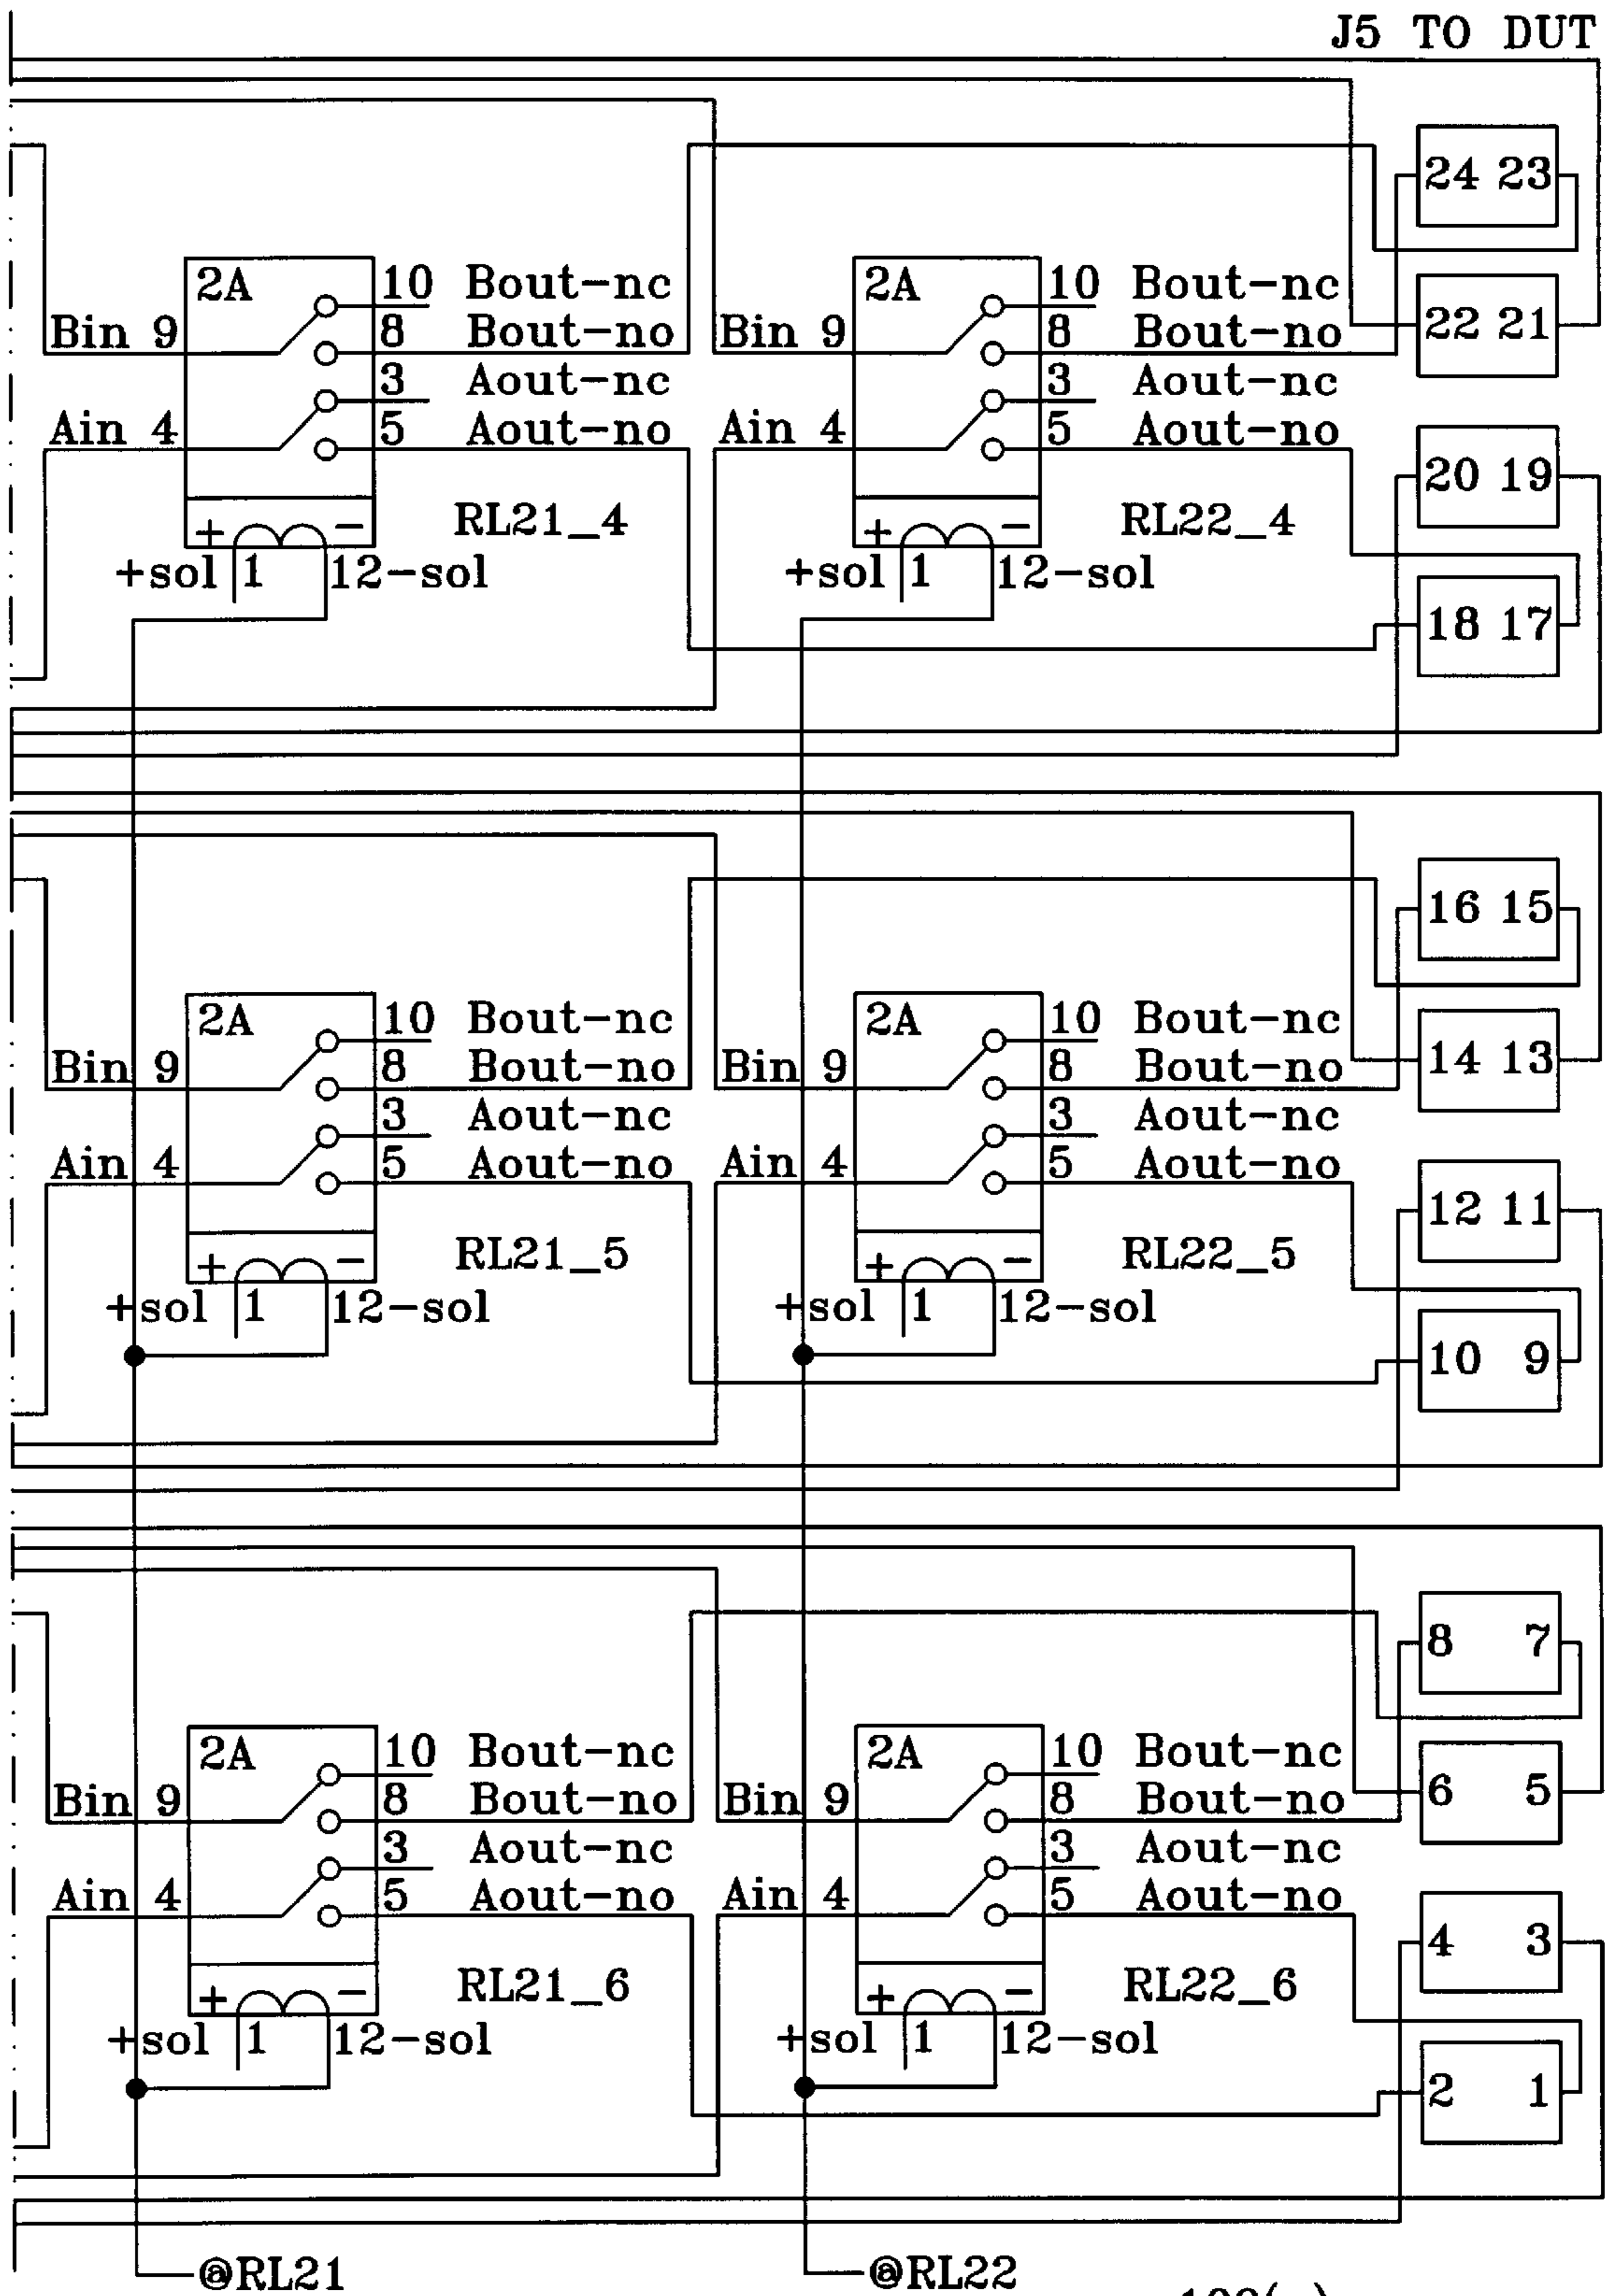 J5 TO DUT
24 23
2A 10 Bout-nc 2A 10 Bout-nc
Bin 9 8 Bout-no Bin 9 8 Bout-no 22 21
3 Aout-nc 3 Aout-nc
Ain 4 5 Aout-no Ain 4 5 Aout-no
20 19
+ - RL21_4 + - RL22_4
+sol 1 12-sol +sol 1 12-sol
18 17
16 15
2A 10 Bout-nc 2A 10 Bout-nc
Bin 9 8 Bout-no Bin 9 8 Bout-no 14 13
3 Aout-nc 3 Aout-nc
Ain 4 5 Aout-no Ain 4 5 Aout-no
12 11
+ - RL21_5 + - RL22_5
+sol 1 12-sol +sol 1 12-sol
10 9
8 7
2A 10 Bout-nc 2A 10 Bout-nc
Bin 9 8 Bout-no Bin 9 8 Bout-no 6 5
3 Aout-nc 3 Aout-nc
Ain 4 5 Aout-no Ain 4 5 Aout-no
4 3
+ - RL21_6 + - RL22_6
+sol 1 12-sol +sol 1 12-sol
2 1
@RL21 @RL22